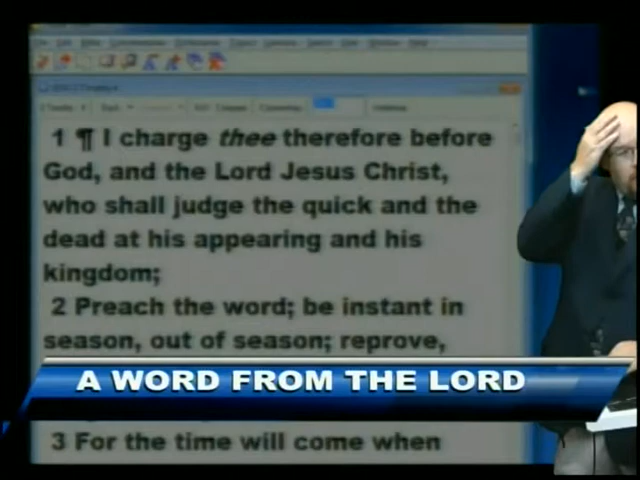 1 ¶ I charge thee therefore before
God, and the Lord Jesus Christ,
who shall judge the quick and the
dead at his appearing and his
kingdom;
2 Preach the word; be instant in
season, out of season; reprove,
A WORD FROM THE LORD
3 For the time will come when